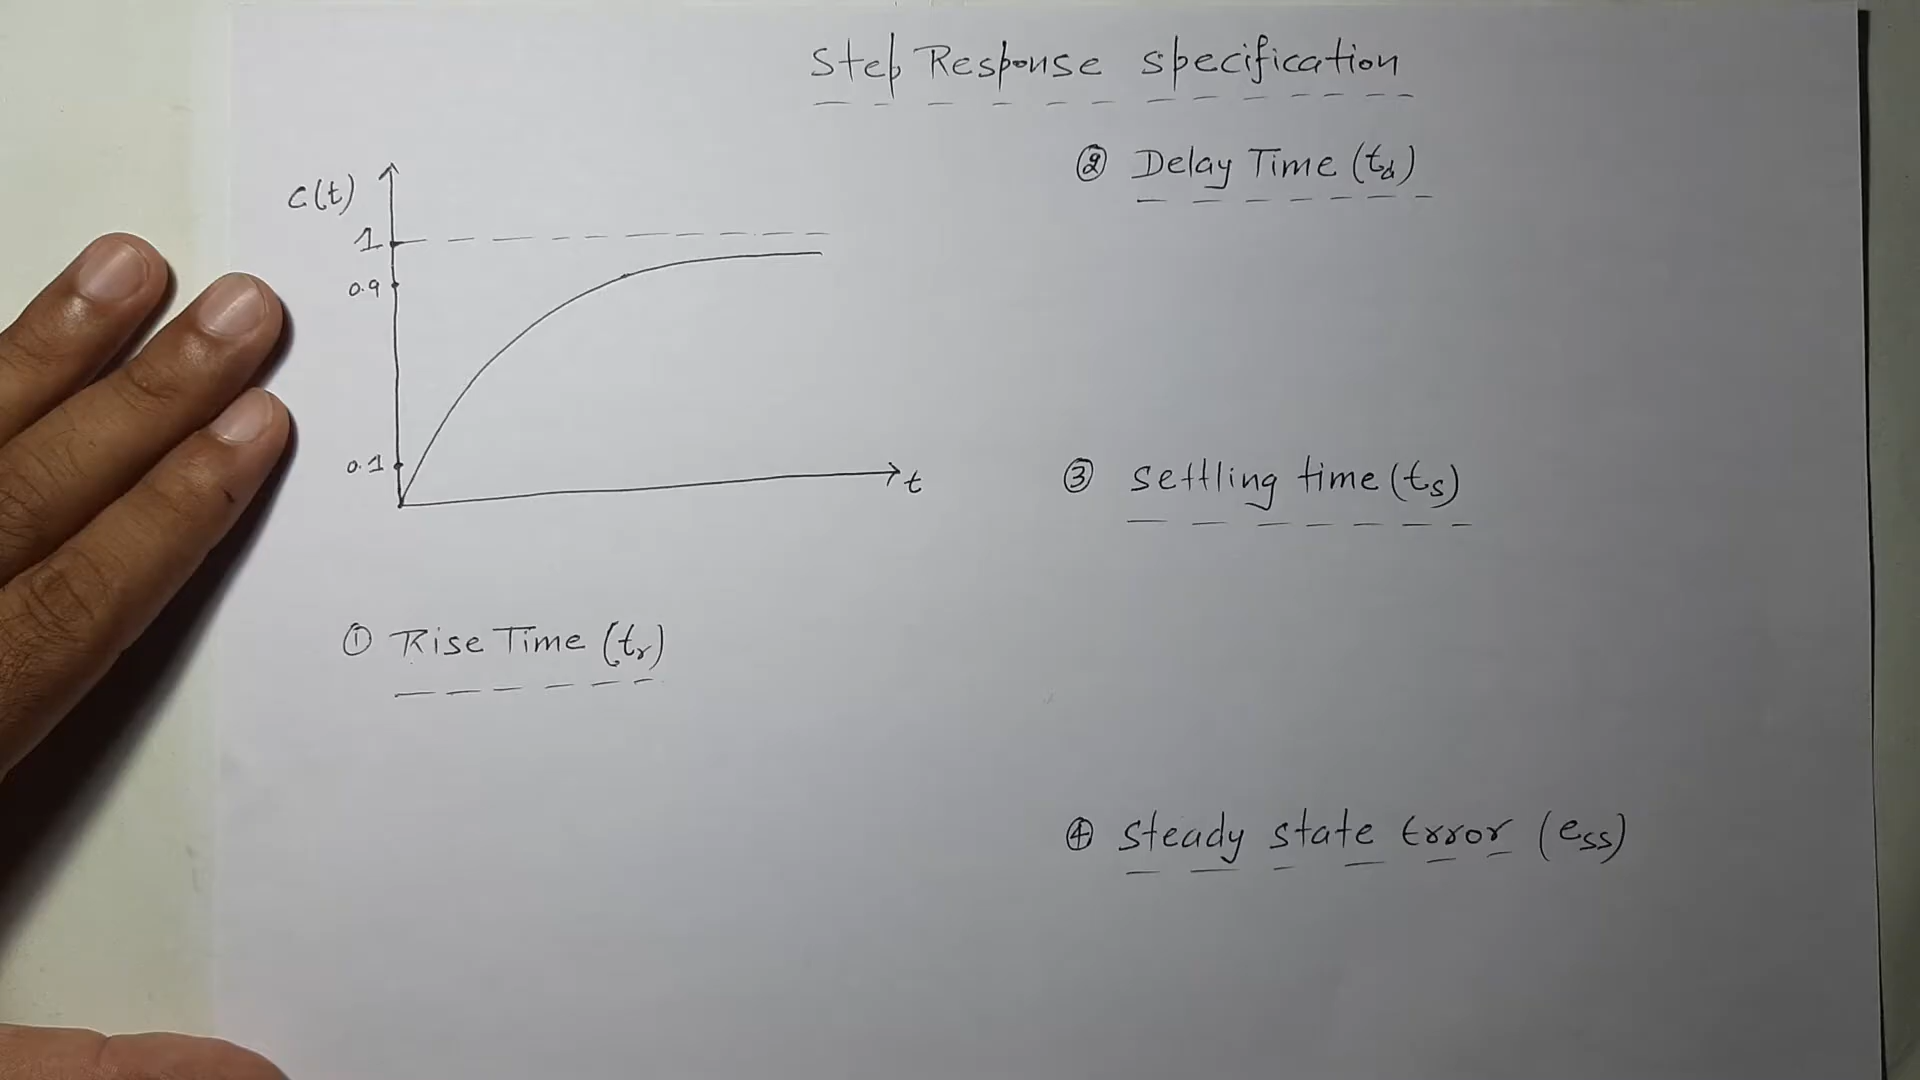 Step Response specification
c(t)
1
0.9
0.1
t
① Rise Time (tr)
② Delay Time (td)
③ settling time (ts)
④ steady state error (ess)